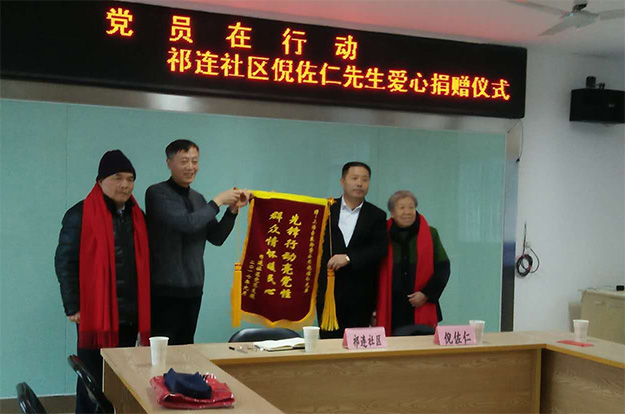 党员在行动
祁连社区倪佐仁先生爱心捐赠仪式
先锋行动亮党性
群众情怀暖民心
祁连社区
倪佐仁